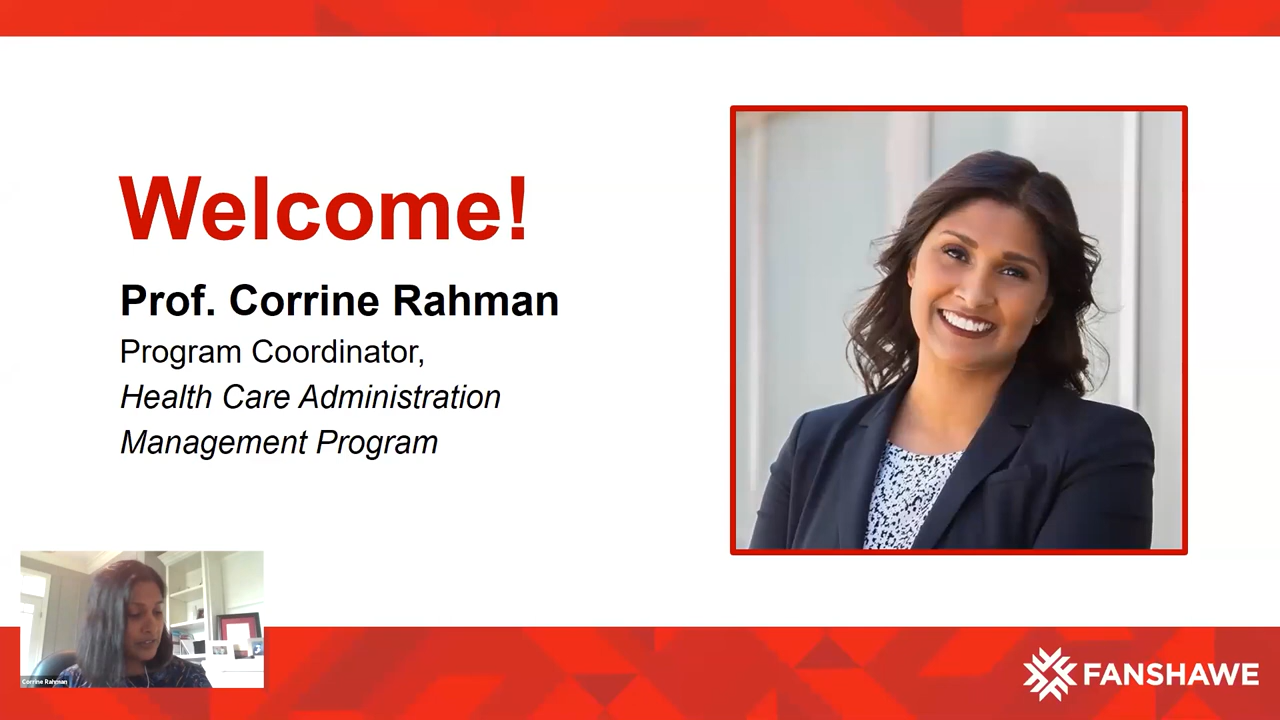 Welcome!
Prof. Corrine Rahman
Program Coordinator,
Health Care Administration
Management Program
Corrine Rahman
FANSHAWE